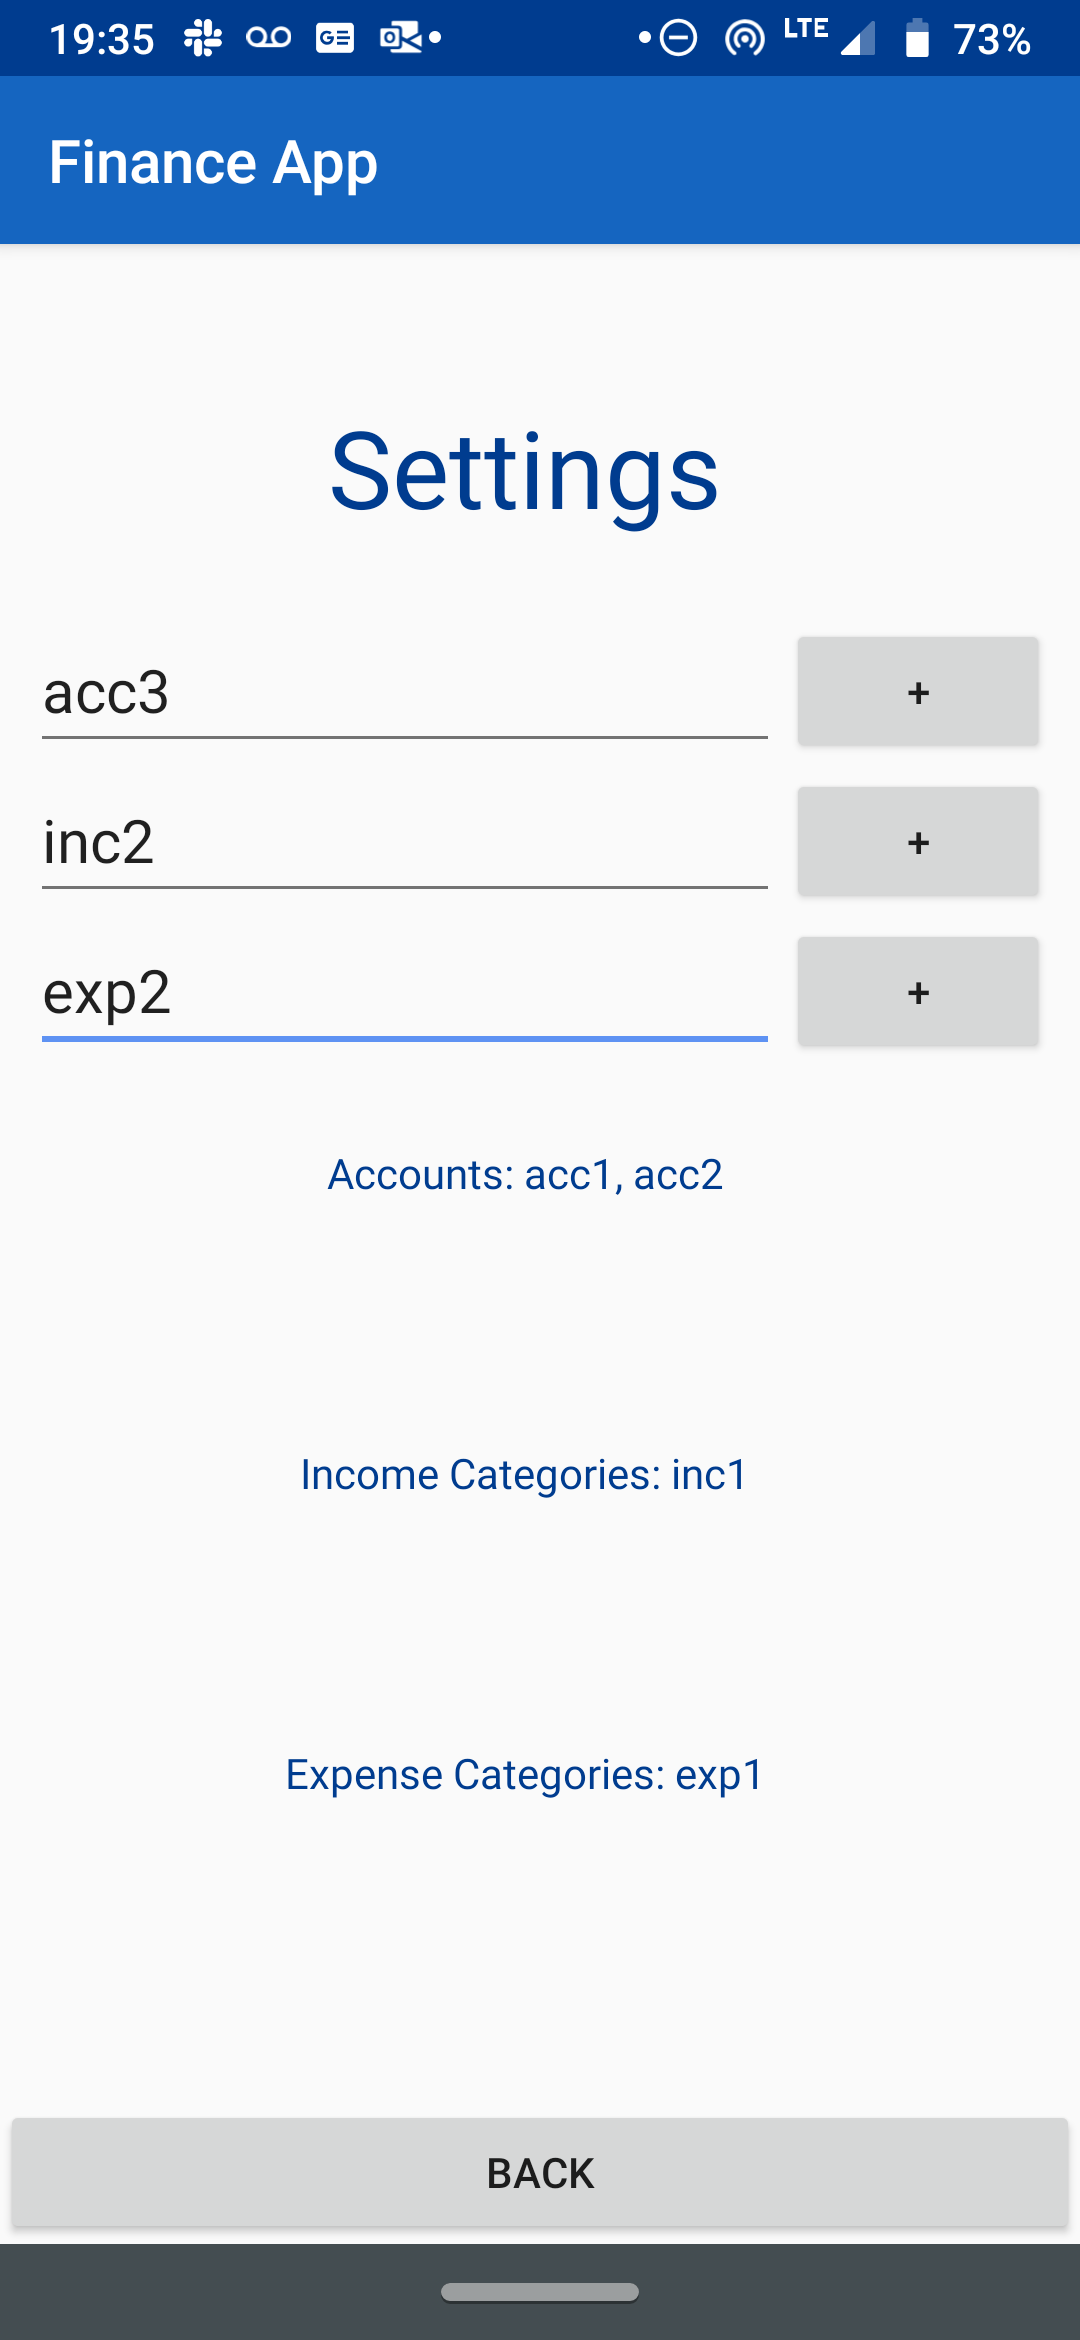 19:35 GE LTE 73%
Finance App
Settings
acc3 +
inc2 +
exp2 +
Accounts: acc1, acc2
Income Categories: inc1
Expense Categories: exp1
BACK